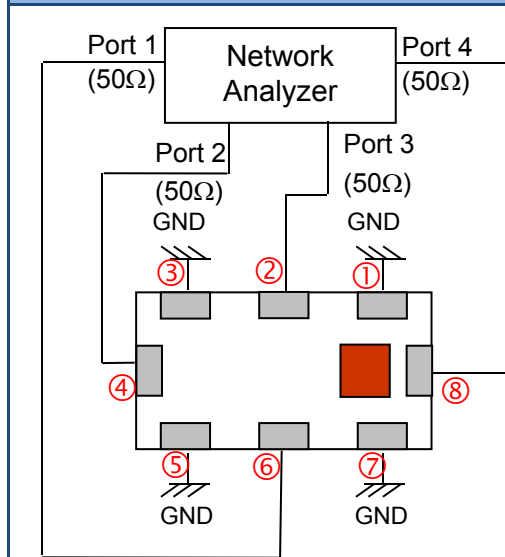 Port 1
(50Ω)
Network
Analyzer
Port 4
(50Ω)
Port 2
(50Ω)
Port 3
(50Ω)
GND
GND
③
②
①
④
⑧
⑤
⑥
⑦
GND
GND